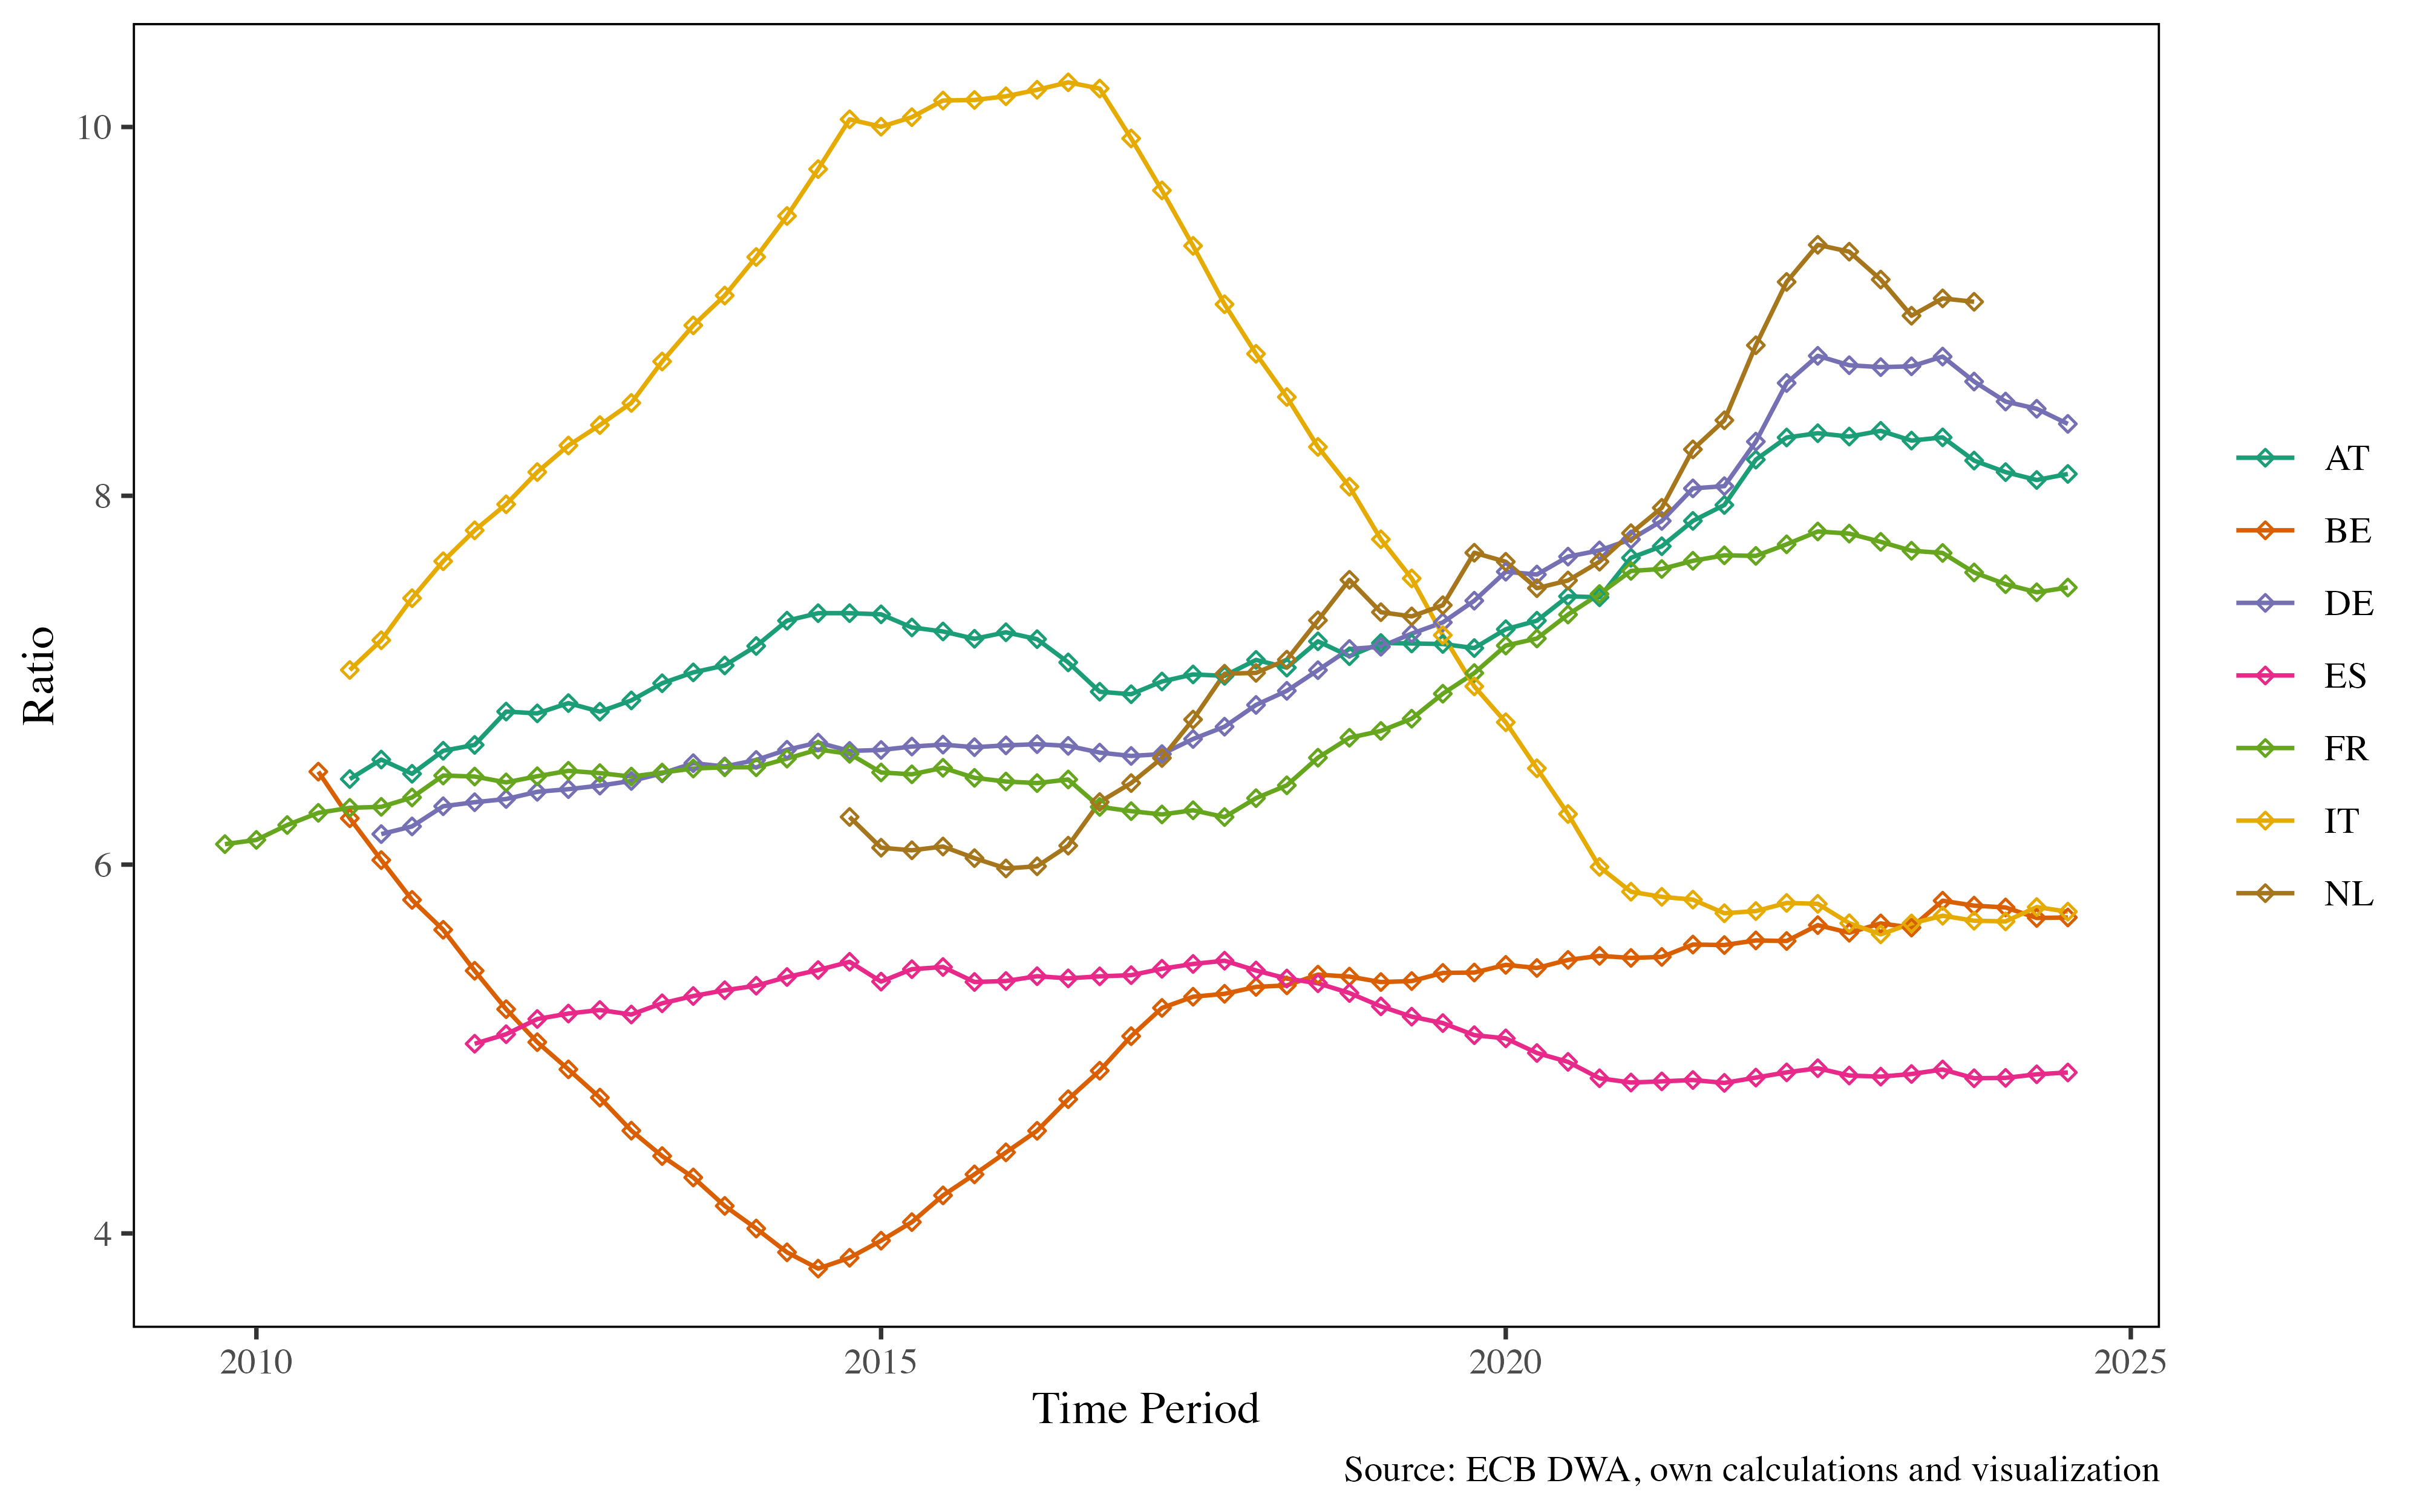 Ratio
10
8
6
4
2010
2015
2020
2025
Time Period
AT
BE
DE
ES
FR
IT
NL
Source: ECB DWA, own calculations and visualization